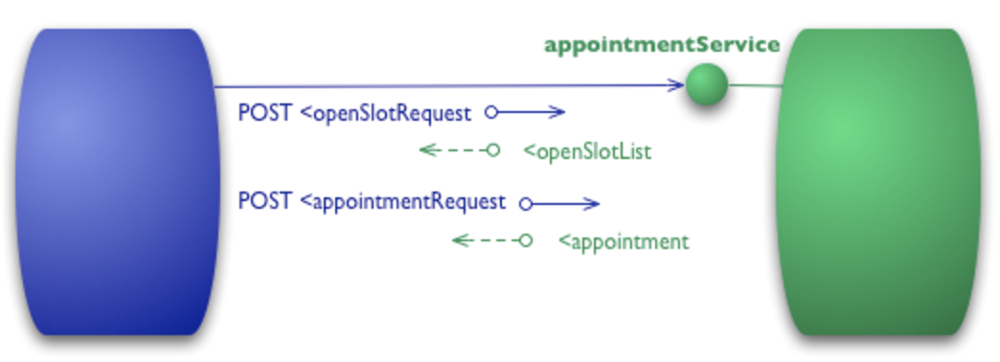 appointmentService
POST <openSlotRequest
<openSlotList
POST <appointmentRequest
<appointment